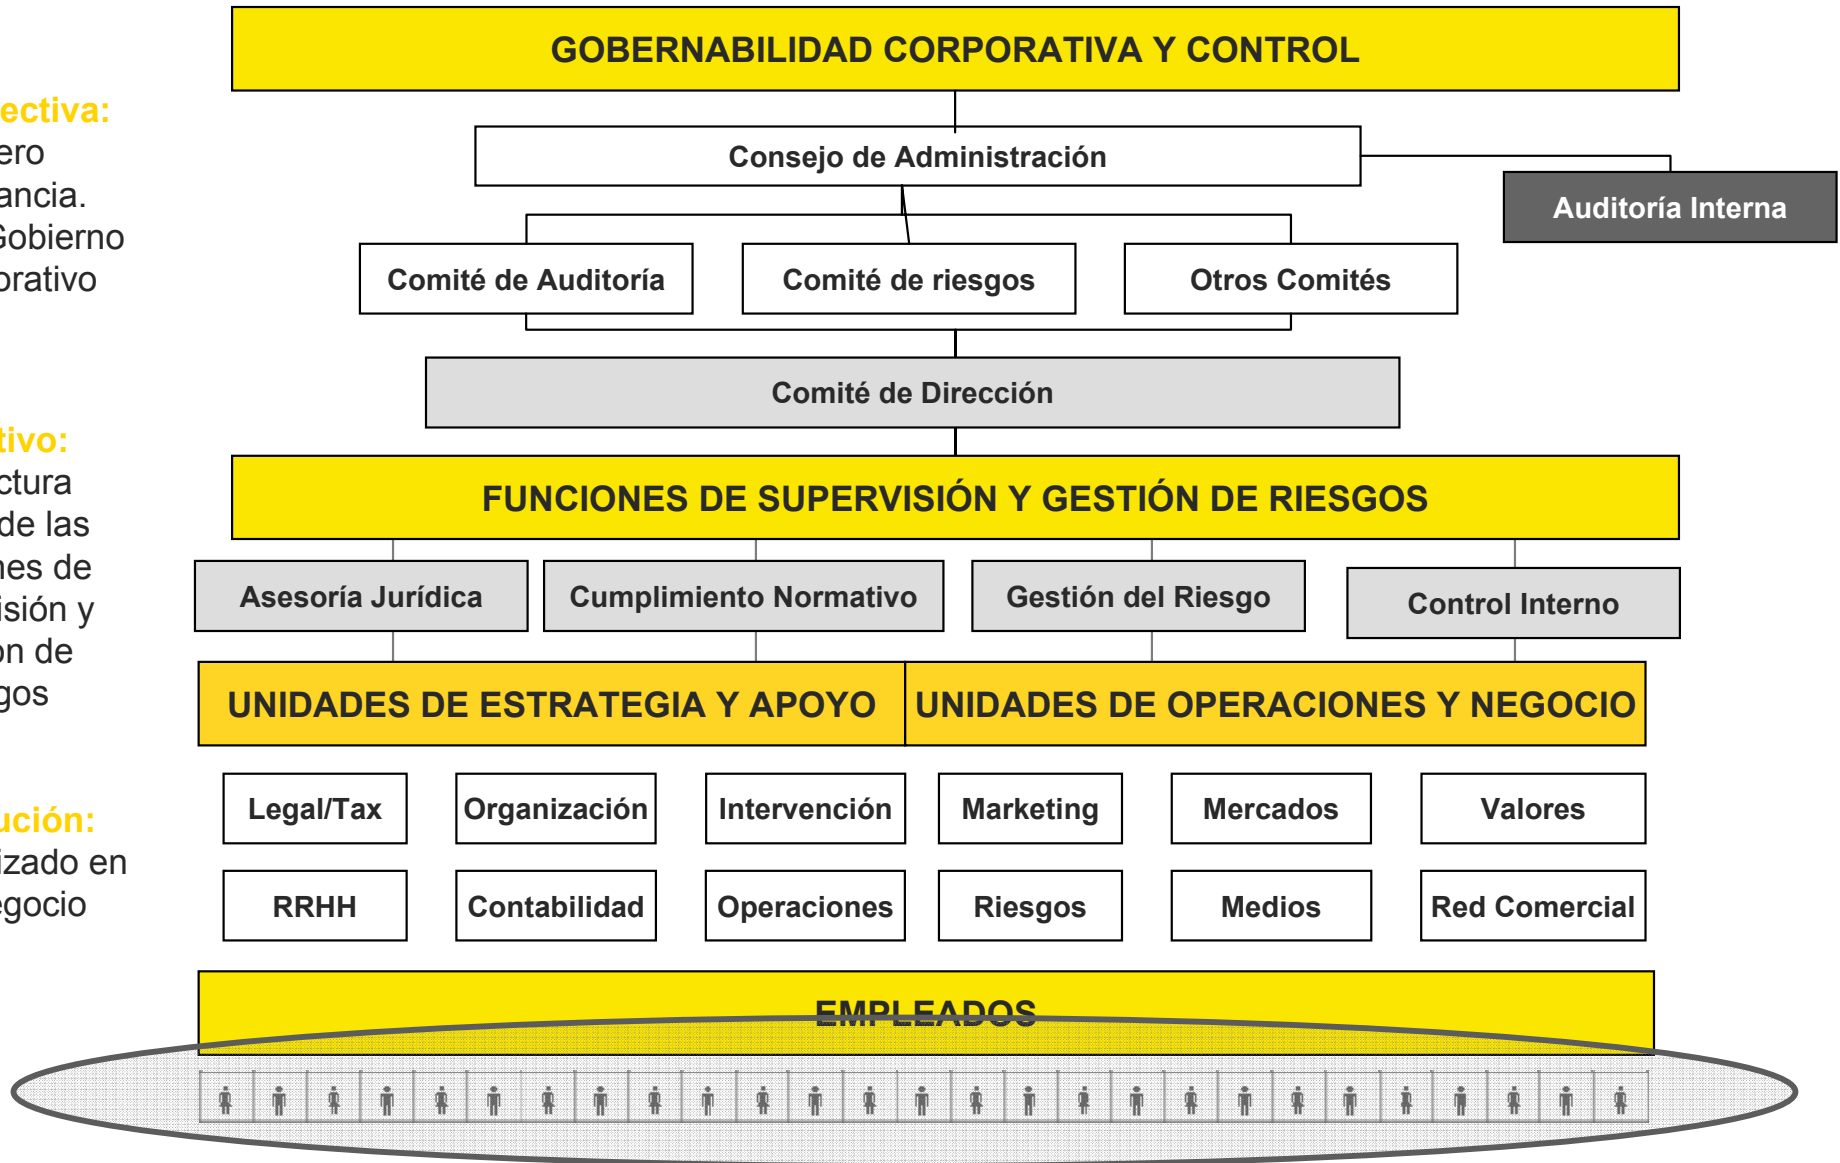 GOBERNABILIDAD CORPORATIVA Y CONTROL
ectiva:
ero
ancia.
Gobierno
orativo
Consejo de Administración
Auditoría Interna
Comité de Auditoría
Comité de riesgos
Otros Comités
Comité de Dirección
tivo:
ctura
de las
nes de
isión y
ón de
gos
FUNCIONES DE SUPERVISIÓN Y GESTIÓN DE RIESGOS
Asesoría Jurídica
Cumplimiento Normativo
Gestión del Riesgo
Control Interno
UNIDADES DE ESTRATEGIA Y APOYO
UNIDADES DE OPERACIONES Y NEGOCIO
ución:
izado en
egocio
Legal/Tax
Organización
Intervención
Marketing
Mercados
Valores
RRHH
Contabilidad
Operaciones
Riesgos
Medios
Red Comercial
EMPLEADOS